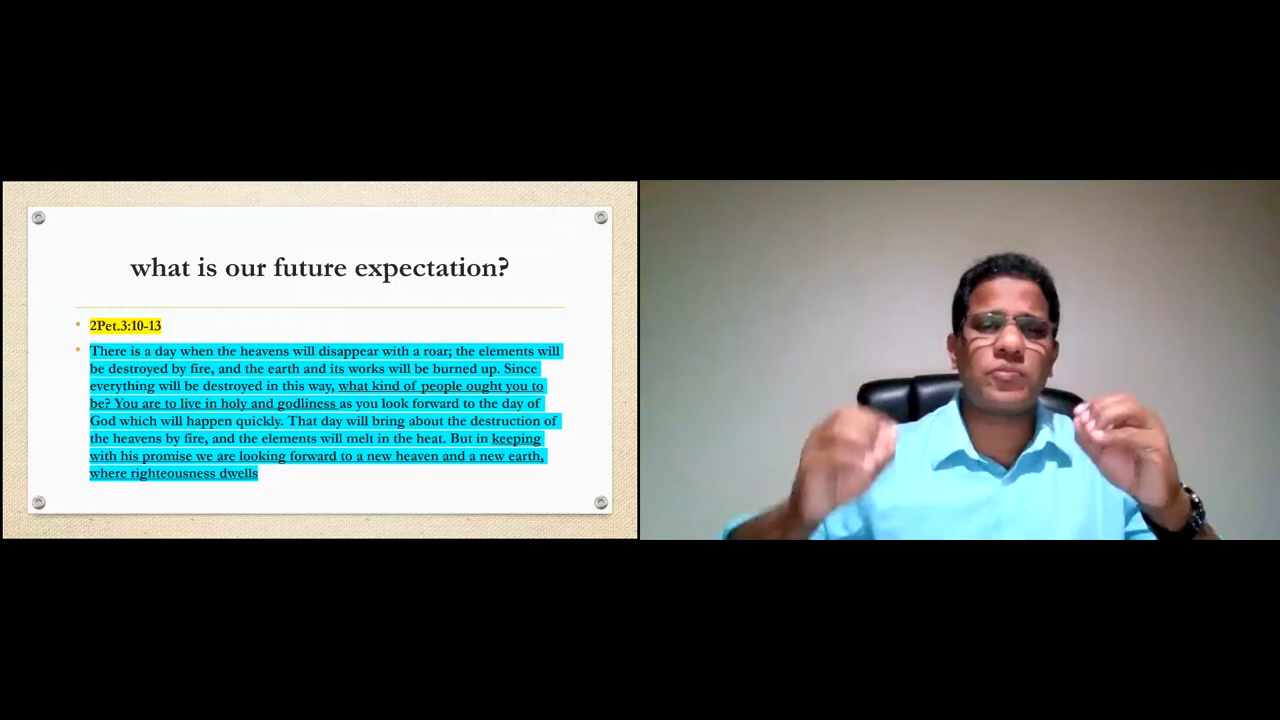 what is our future expectation?
2Pet.3:10-13
There is a day when the heavens will disappear with a roar; the elements will
be destroyed by fire, and the earth and its works will be burned up. Since
everything will be destroyed in this way, what kind of people ought you to
be? You are to live in holy and godliness as you look forward to the day of
God which will happen quickly. That day will bring about the destruction of
the heavens by fire, and the elements will melt in the heat. But in keeping
with his promise we are looking forward to a new heaven and a new earth,
where righteousness dwells